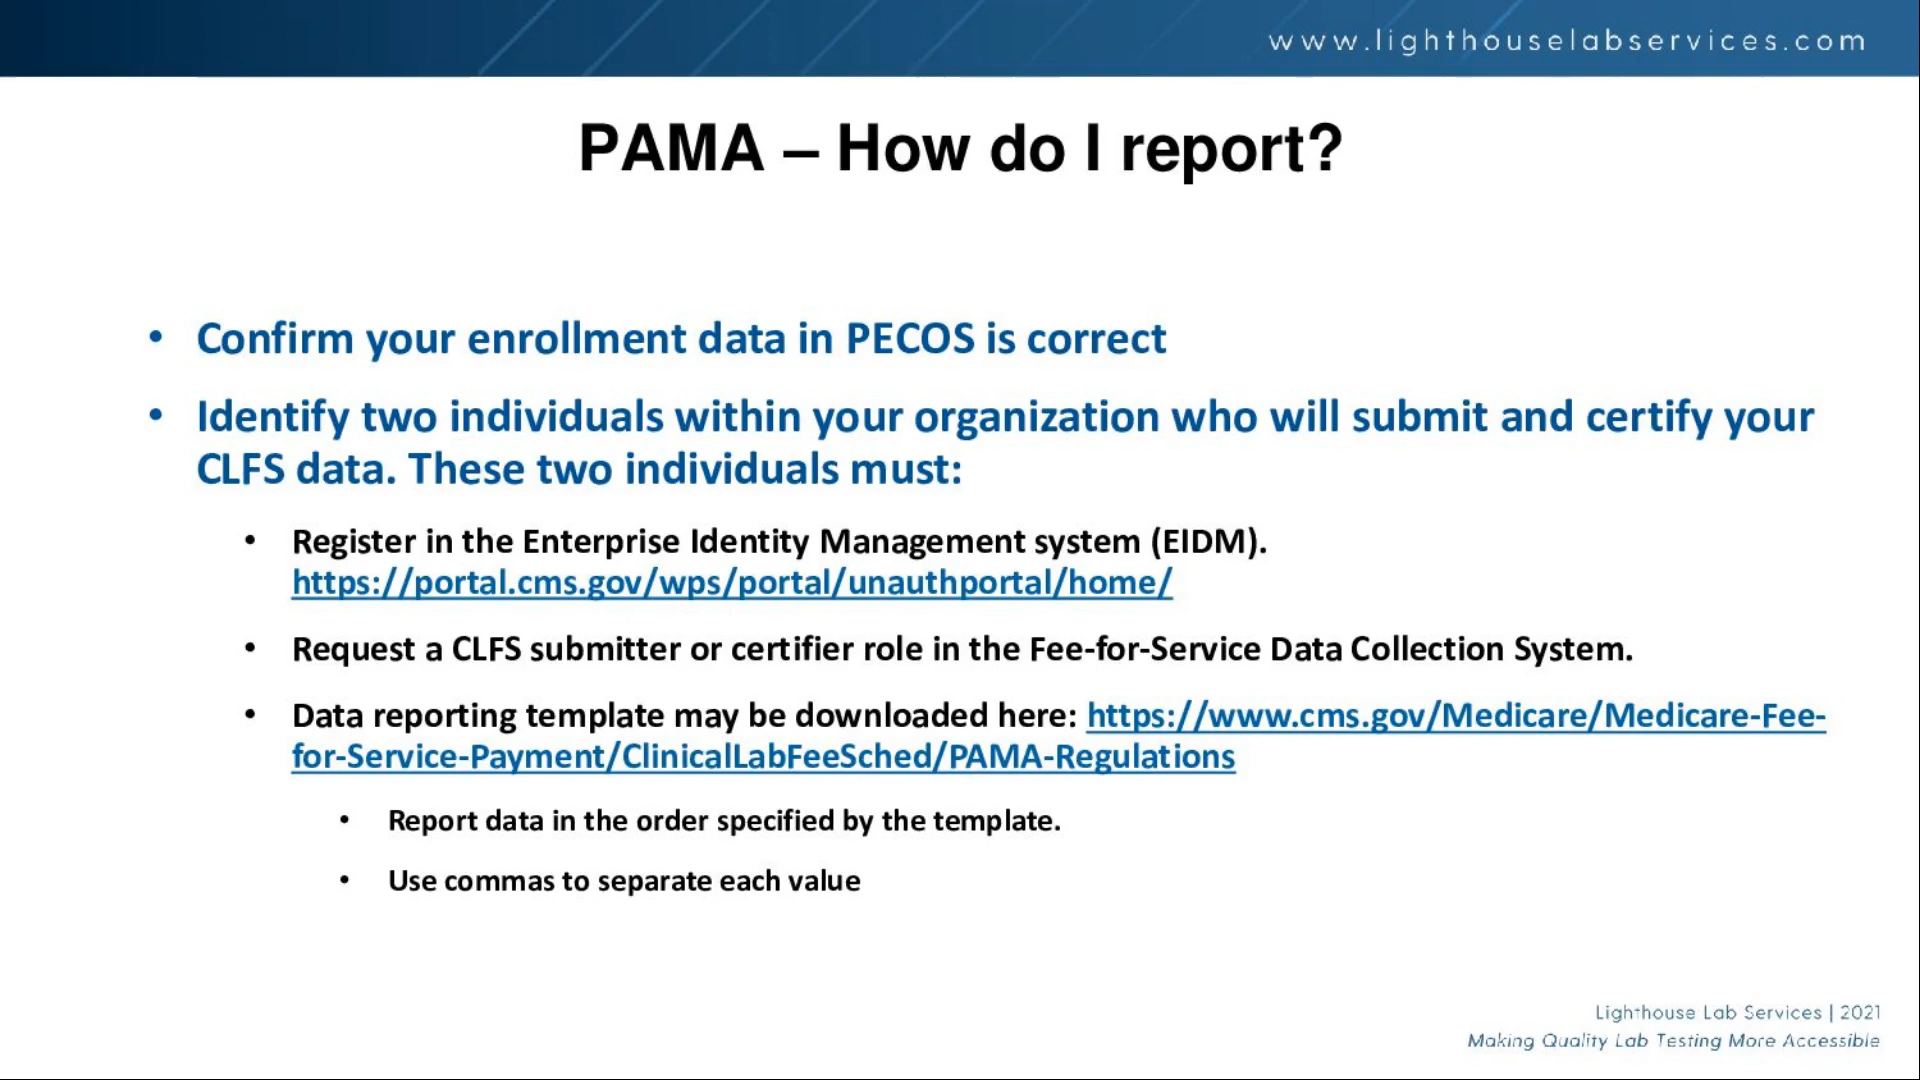 www.lighthouselabservices.com
PAMA – How do I report?
• Confirm your enrollment data in PECOS is correct
• Identify two individuals within your organization who will submit and certify your
CLFS data. These two individuals must:
• Register in the Enterprise Identity Management system (EIDM).
https://portal.cms.gov/wps/portal/unauthportal/home/
• Request a CLFS submitter or certifier role in the Fee-for-Service Data Collection System.
• Data reporting template may be downloaded here: https://www.cms.gov/Medicare/Medicare-Fee-
for-Service-Payment/ClinicalLabFeeSched/PAMA-Regulations
• Report data in the order specified by the template.
• Use commas to separate each value
Lighthouse Lab Services | 2021
Making Quality Lab Testing More Accessible